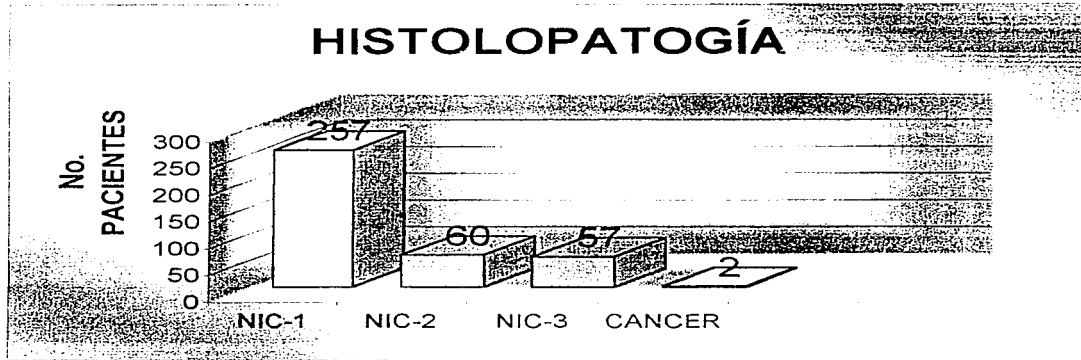 HISTOLOPATOGÍA
No.
PACIENTES
300
250
200
150
100
50
0
257
60
57
2
NIC-1 NIC-2 NIC-3 CANCER